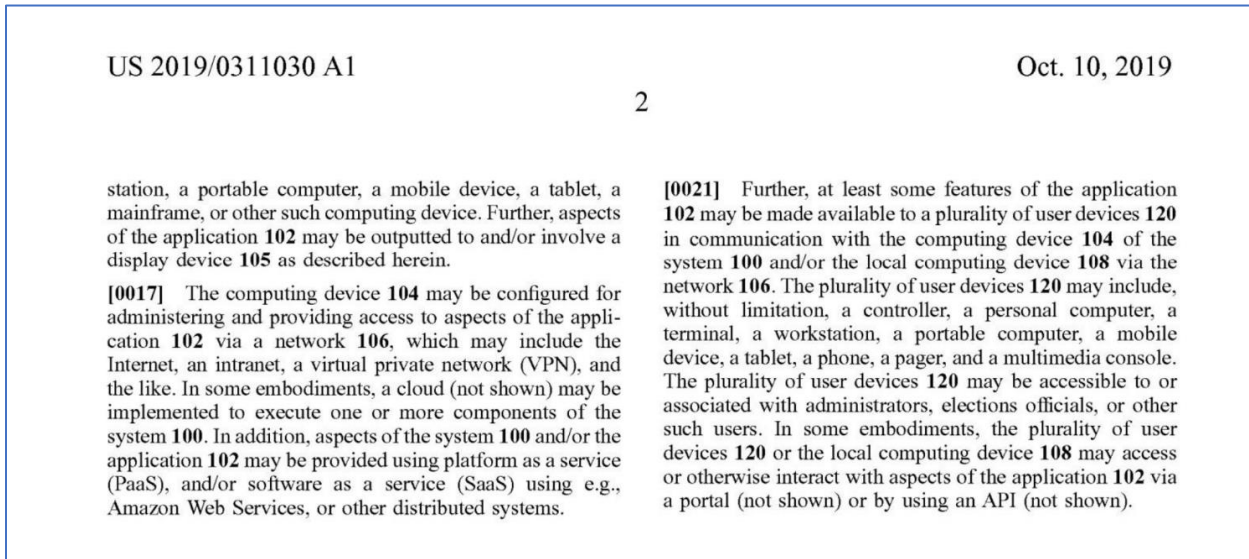 US 2019/0311030 A1
Oct. 10, 2019
2
station, a portable computer, a mobile device, a tablet, a
mainframe, or other such computing device. Further, aspects
of the application 102 may be outputted to and/or involve a
display device 105 as described herein.
[0017] The computing device 104 may be configured for
administering and providing access to aspects of the appli-
cation 102 via a network 106, which may include the
Internet, an intranet, a virtual private network (VPN), and
the like. In some embodiments, a cloud (not shown) may be
implemented to execute one or more components of the
system 100. In addition, aspects of the system 100 and/or the
application 102 may be provided using platform as a service
(PaaS), and/or software as a service (SaaS) using e.g.,
Amazon Web Services, or other distributed systems.
[0021] Further, at least some features of the application
102 may be made available to a plurality of user devices 120
in communication with the computing device 104 of the
system 100 and/or the local computing device 108 via the
network 106. The plurality of user devices 120 may include,
without limitation, a controller, a personal computer, a
terminal, a workstation, a portable computer, a mobile
device, a tablet, a phone, a pager, and a multimedia console.
The plurality of user devices 120 may be accessible to or
associated with administrators, elections officials, or other
such users. In some embodiments, the plurality of user
devices 120 or the local computing device 108 may access
or otherwise interact with aspects of the application 102 via
a portal (not shown) or by using an API (not shown).